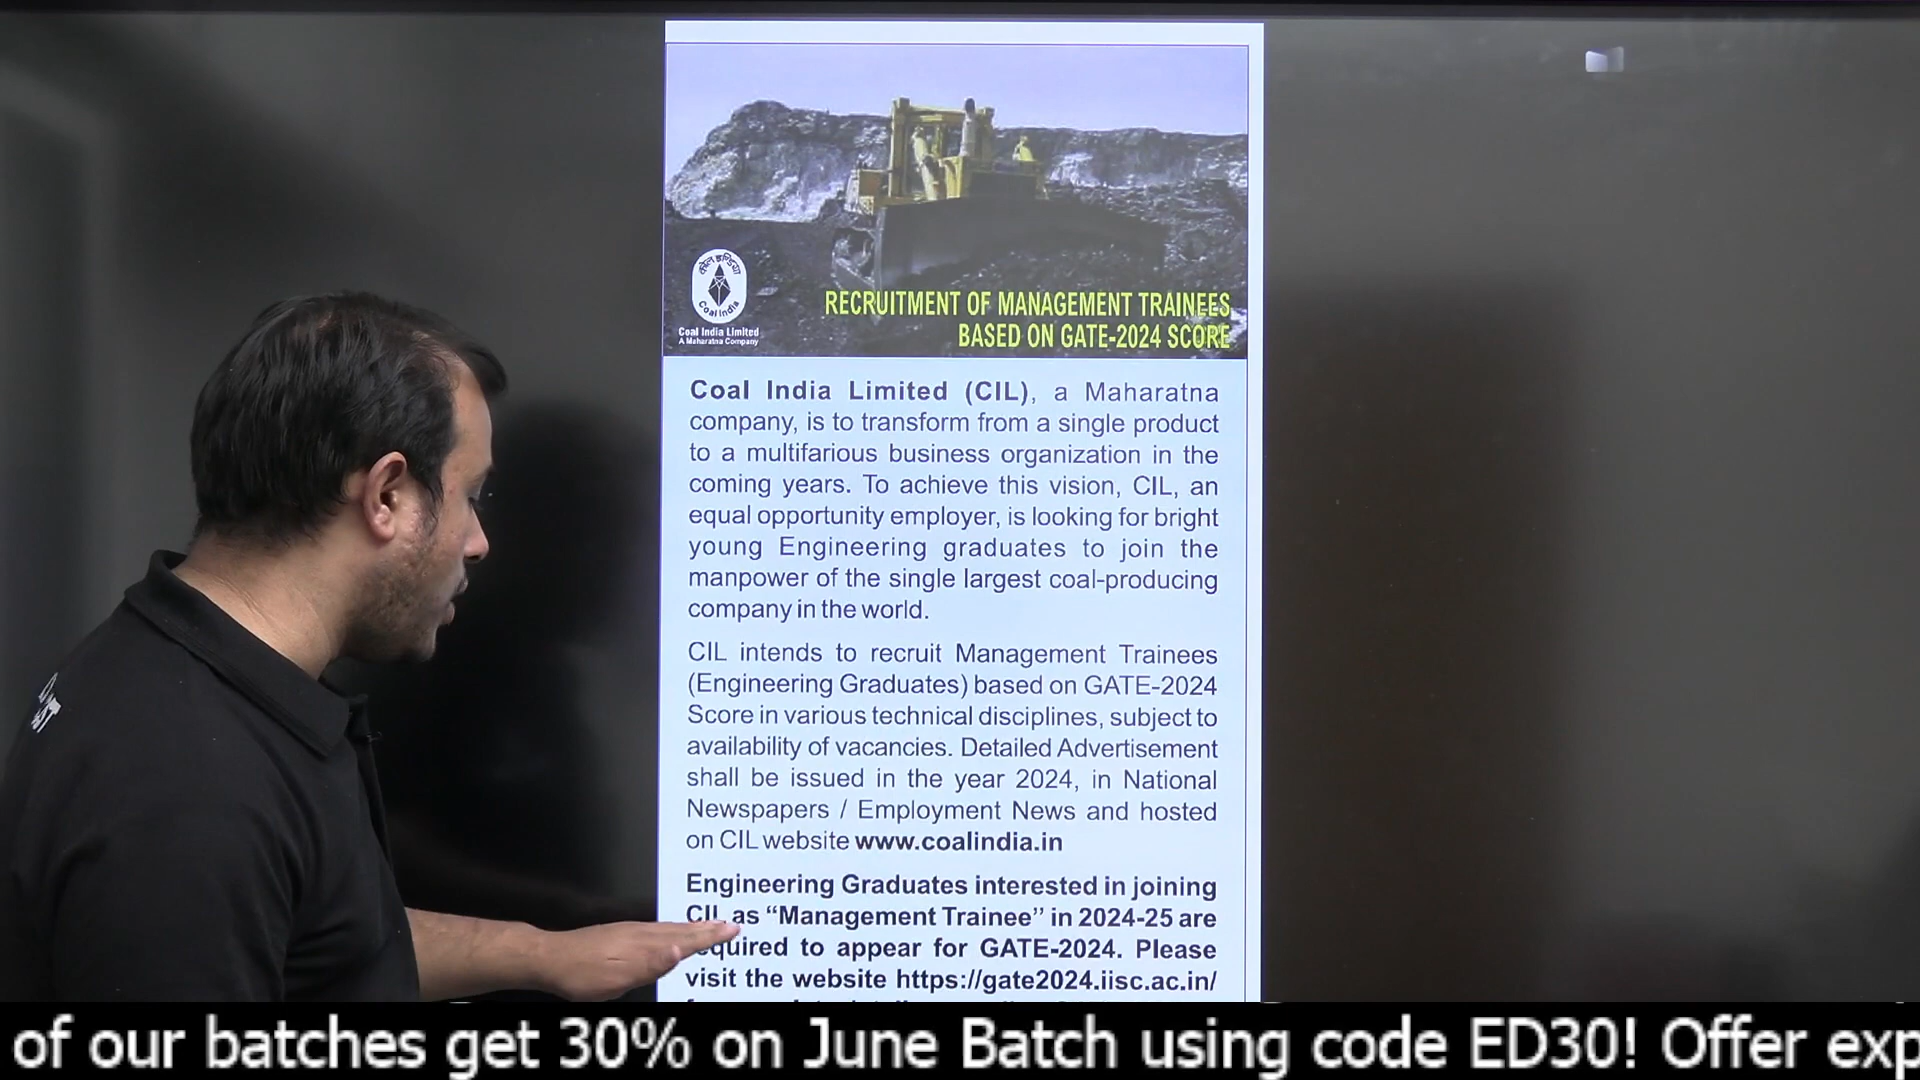 कोल इण्डिया
Coal India
Coal India Limited
A Maharatna Company
RECRUITMENT OF MANAGEMENT TRAINEES
BASED ON GATE-2024 SCORE
Coal India Limited (CIL), a Maharatna
company, is to transform from a single product
to a multifarious business organization in the
coming years. To achieve this vision, CIL, an
equal opportunity employer, is looking for bright
young Engineering graduates to join the
manpower of the single largest coal-producing
company in the world.
CIL intends to recruit Management Trainees
(Engineering Graduates) based on GATE-2024
Score in various technical disciplines, subject to
availability of vacancies. Detailed Advertisement
shall be issued in the year 2024, in National
Newspapers / Employment News and hosted
on CIL website www.coalindia.in
Engineering Graduates interested in joining
CIL as “Management Trainee” in 2024-25 are
required to appear for GATE-2024. Please
visit the website https://gate2024.iisc.ac.in/
of our batches get 30% on June Batch using code ED30! Offer exp